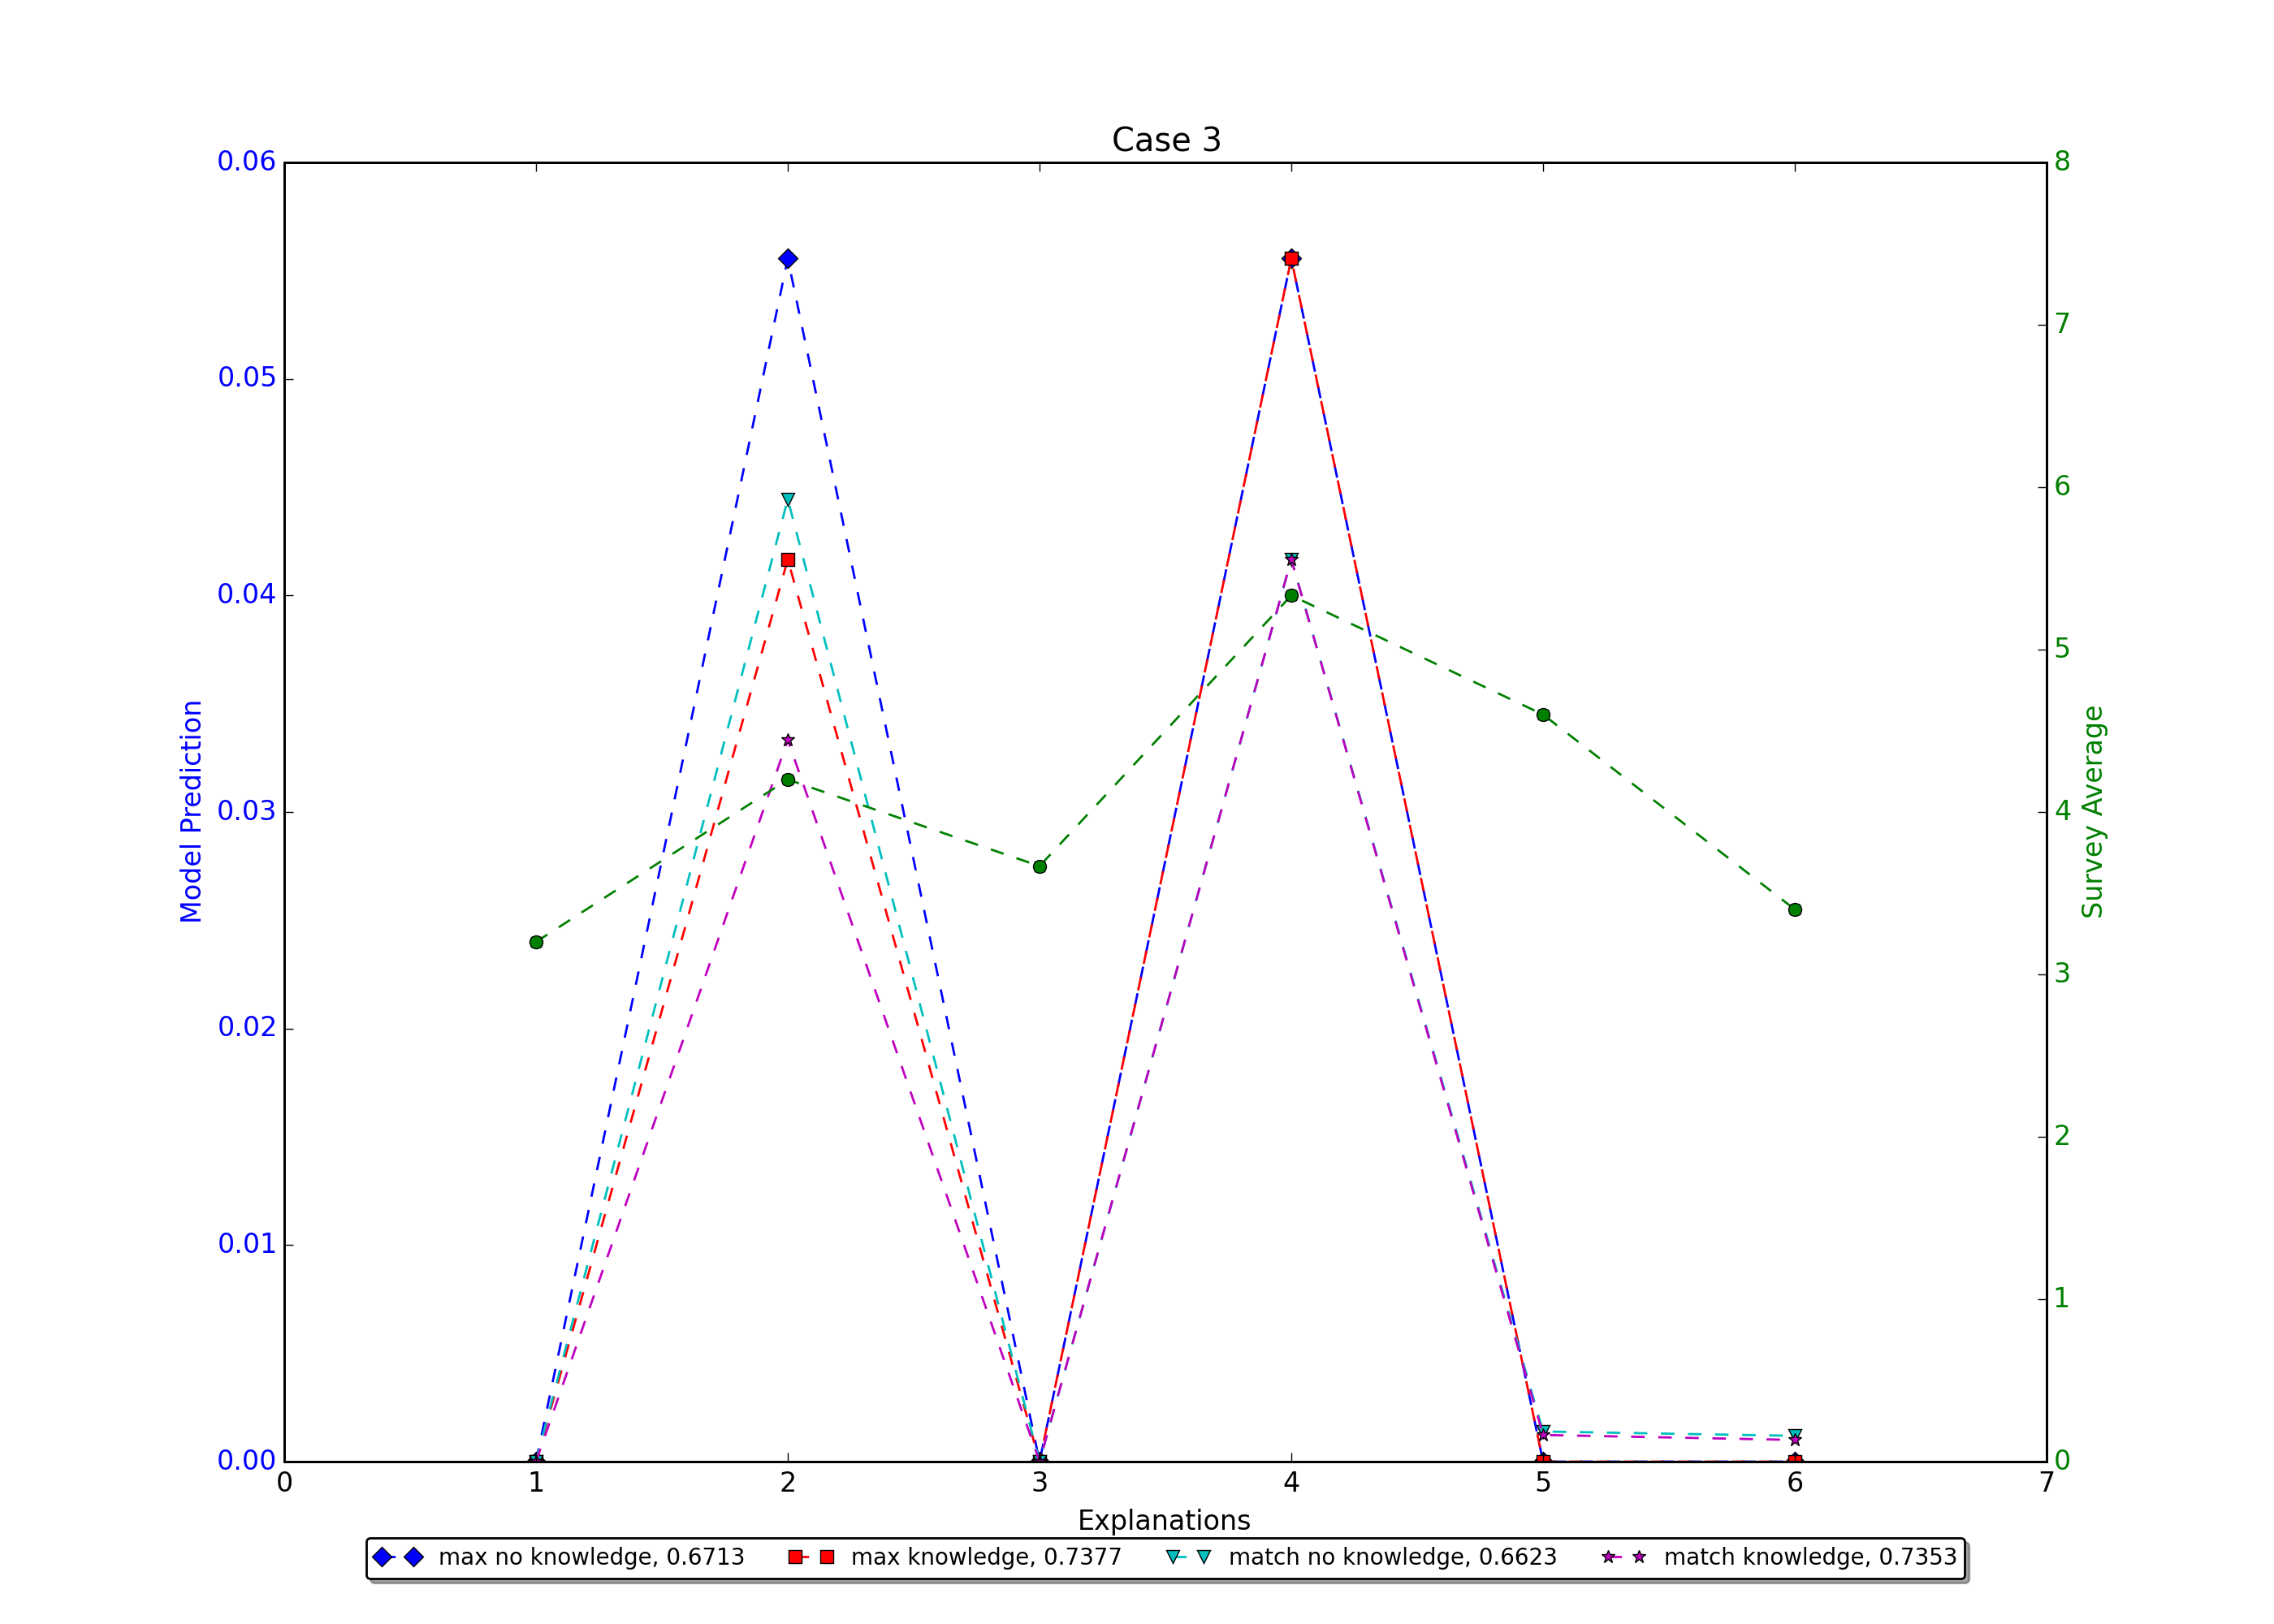 Case 3
0.06
0.05
0.04
0.03
0.02
0.01
0.00
Model Prediction
8
7
6
5
4
3
2
1
0
Survey Average
0 1 2 3 4 5 6 7
Explanations
max no knowledge, 0.6713 max knowledge, 0.7377 match no knowledge, 0.6623 match knowledge, 0.7353